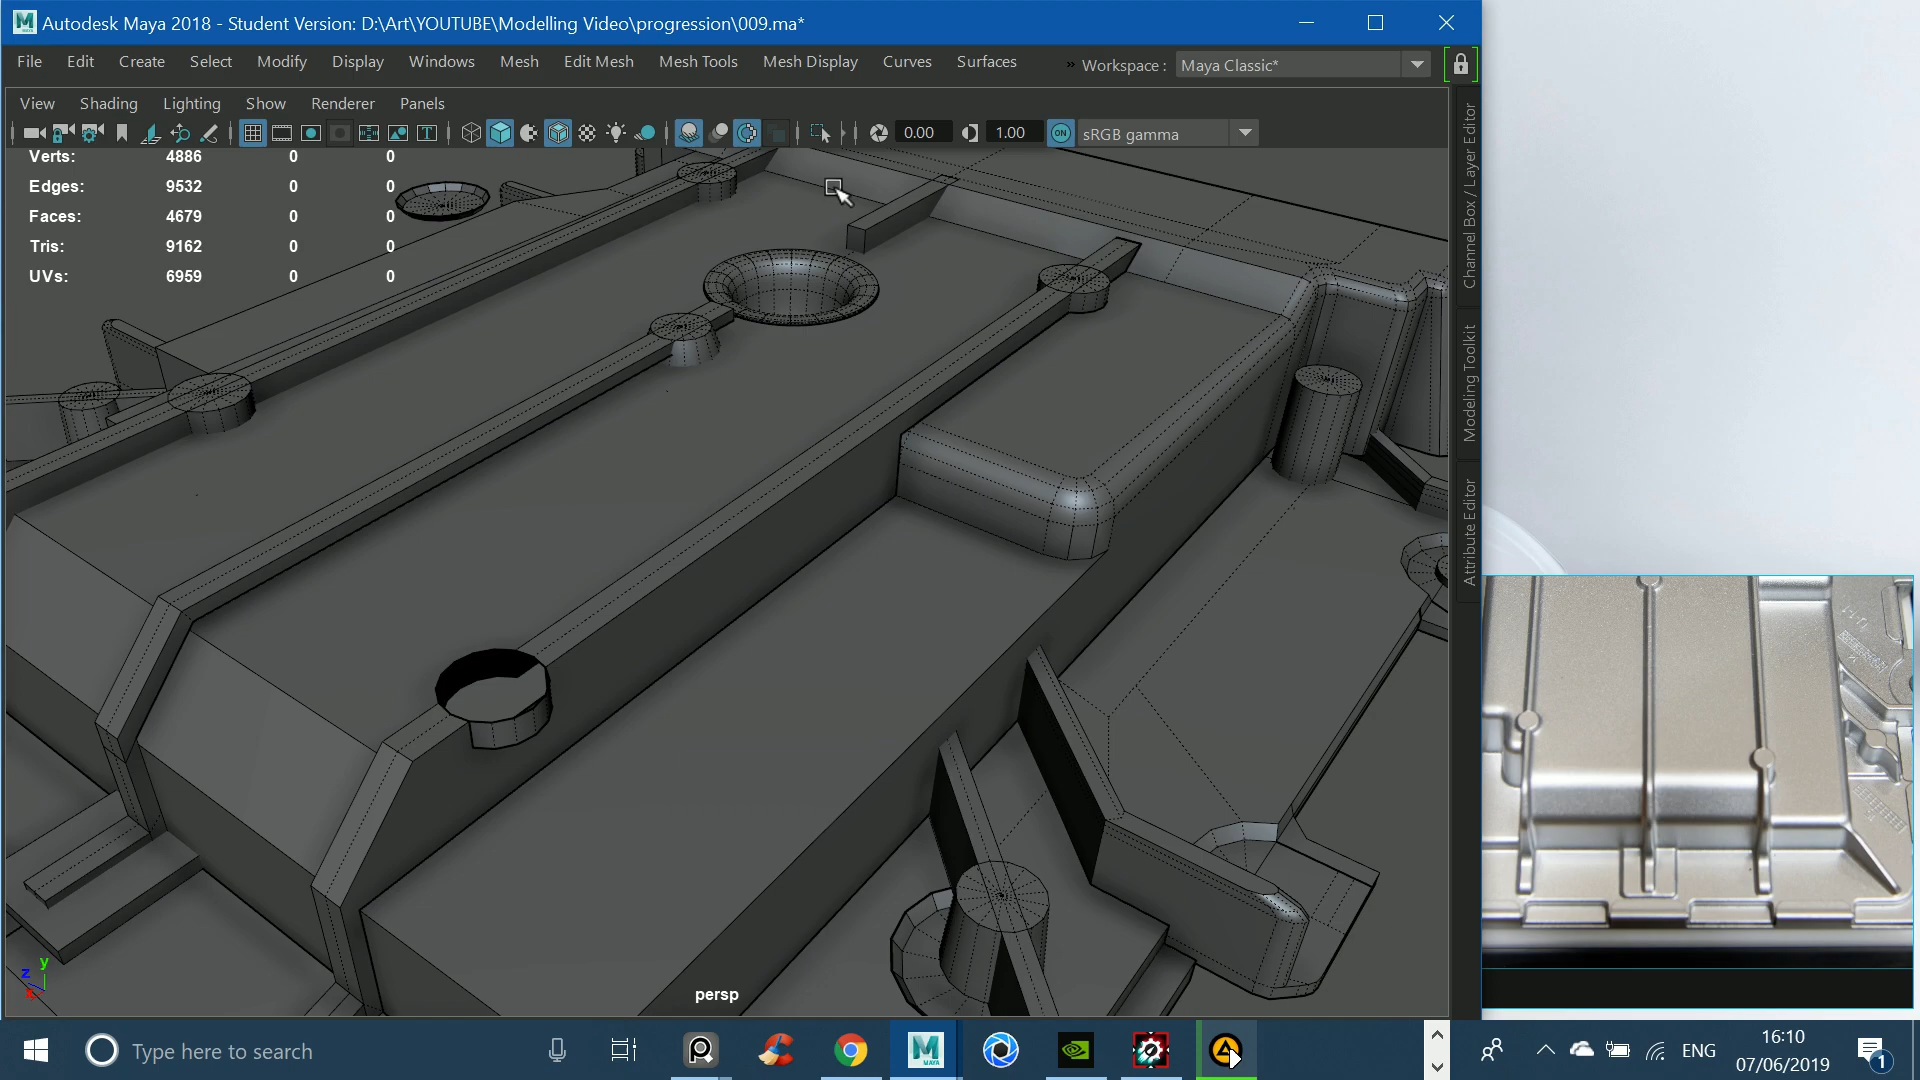 Autodesk Maya 2018 - Student Version: D:\Art\YOUTUBE\Modelling Video\progression\009.ma*
File Edit Create Select Modify Display Windows Mesh Edit Mesh Mesh Tools Mesh Display Curves Surfaces » Workspace : Maya Classic*
View Shading Lighting Show Renderer Panels
0.00 1.00 ON sRGB gamma
Verts: 4886 0 0
Edges: 9532 0 0
Faces: 4679 0 0
Tris: 9162 0 0
UVs: 6959 0 0
Channel Box / Layer Editor
Modeling Toolkit
Attribute Editor
y
z
x
persp
Type here to search
MAYA
ENG
16:10
07/06/2019
1